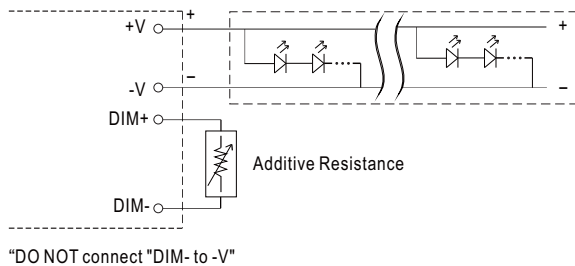 +V
+
+
-V
–
–
DIM+
Additive Resistance
DIM-
“DO NOT connect "DIM- to -V"